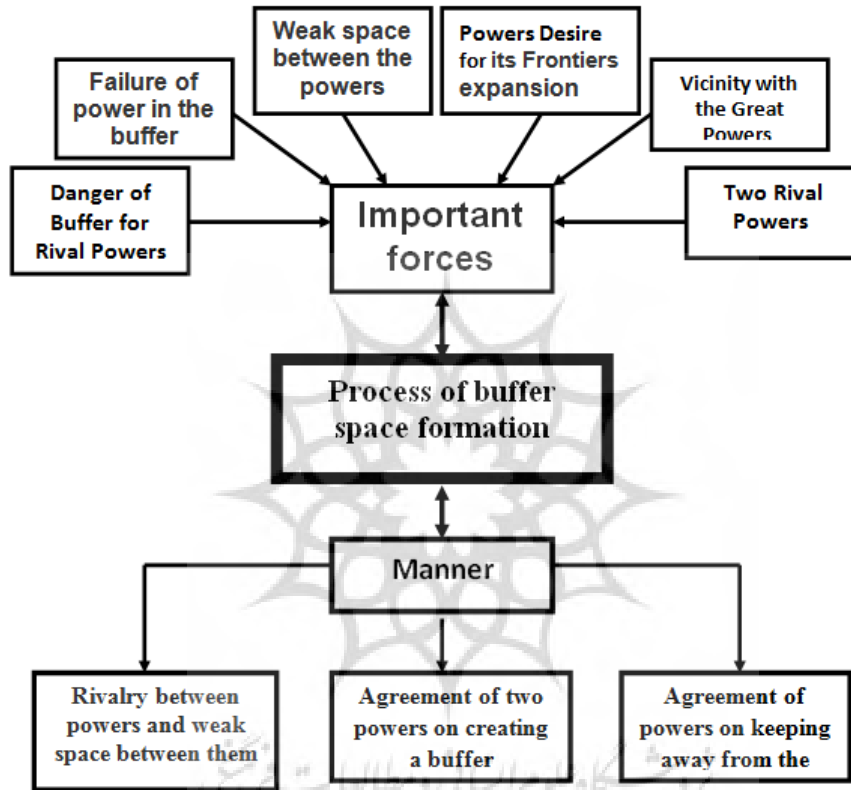 Weak space
between the
powers
Powers Desire
for its Frontiers
expansion
Failure of
power in the
buffer
Vicinity with
the Great
Powers
Danger of
Buffer for
Rival Powers
Important
forces
Two Rival
Powers
Process of buffer
space formation
Manner
Rivalry between
powers and weak
space between them
Agreement of two
powers on creating
a buffer
Agreement of
powers on keeping
away from the